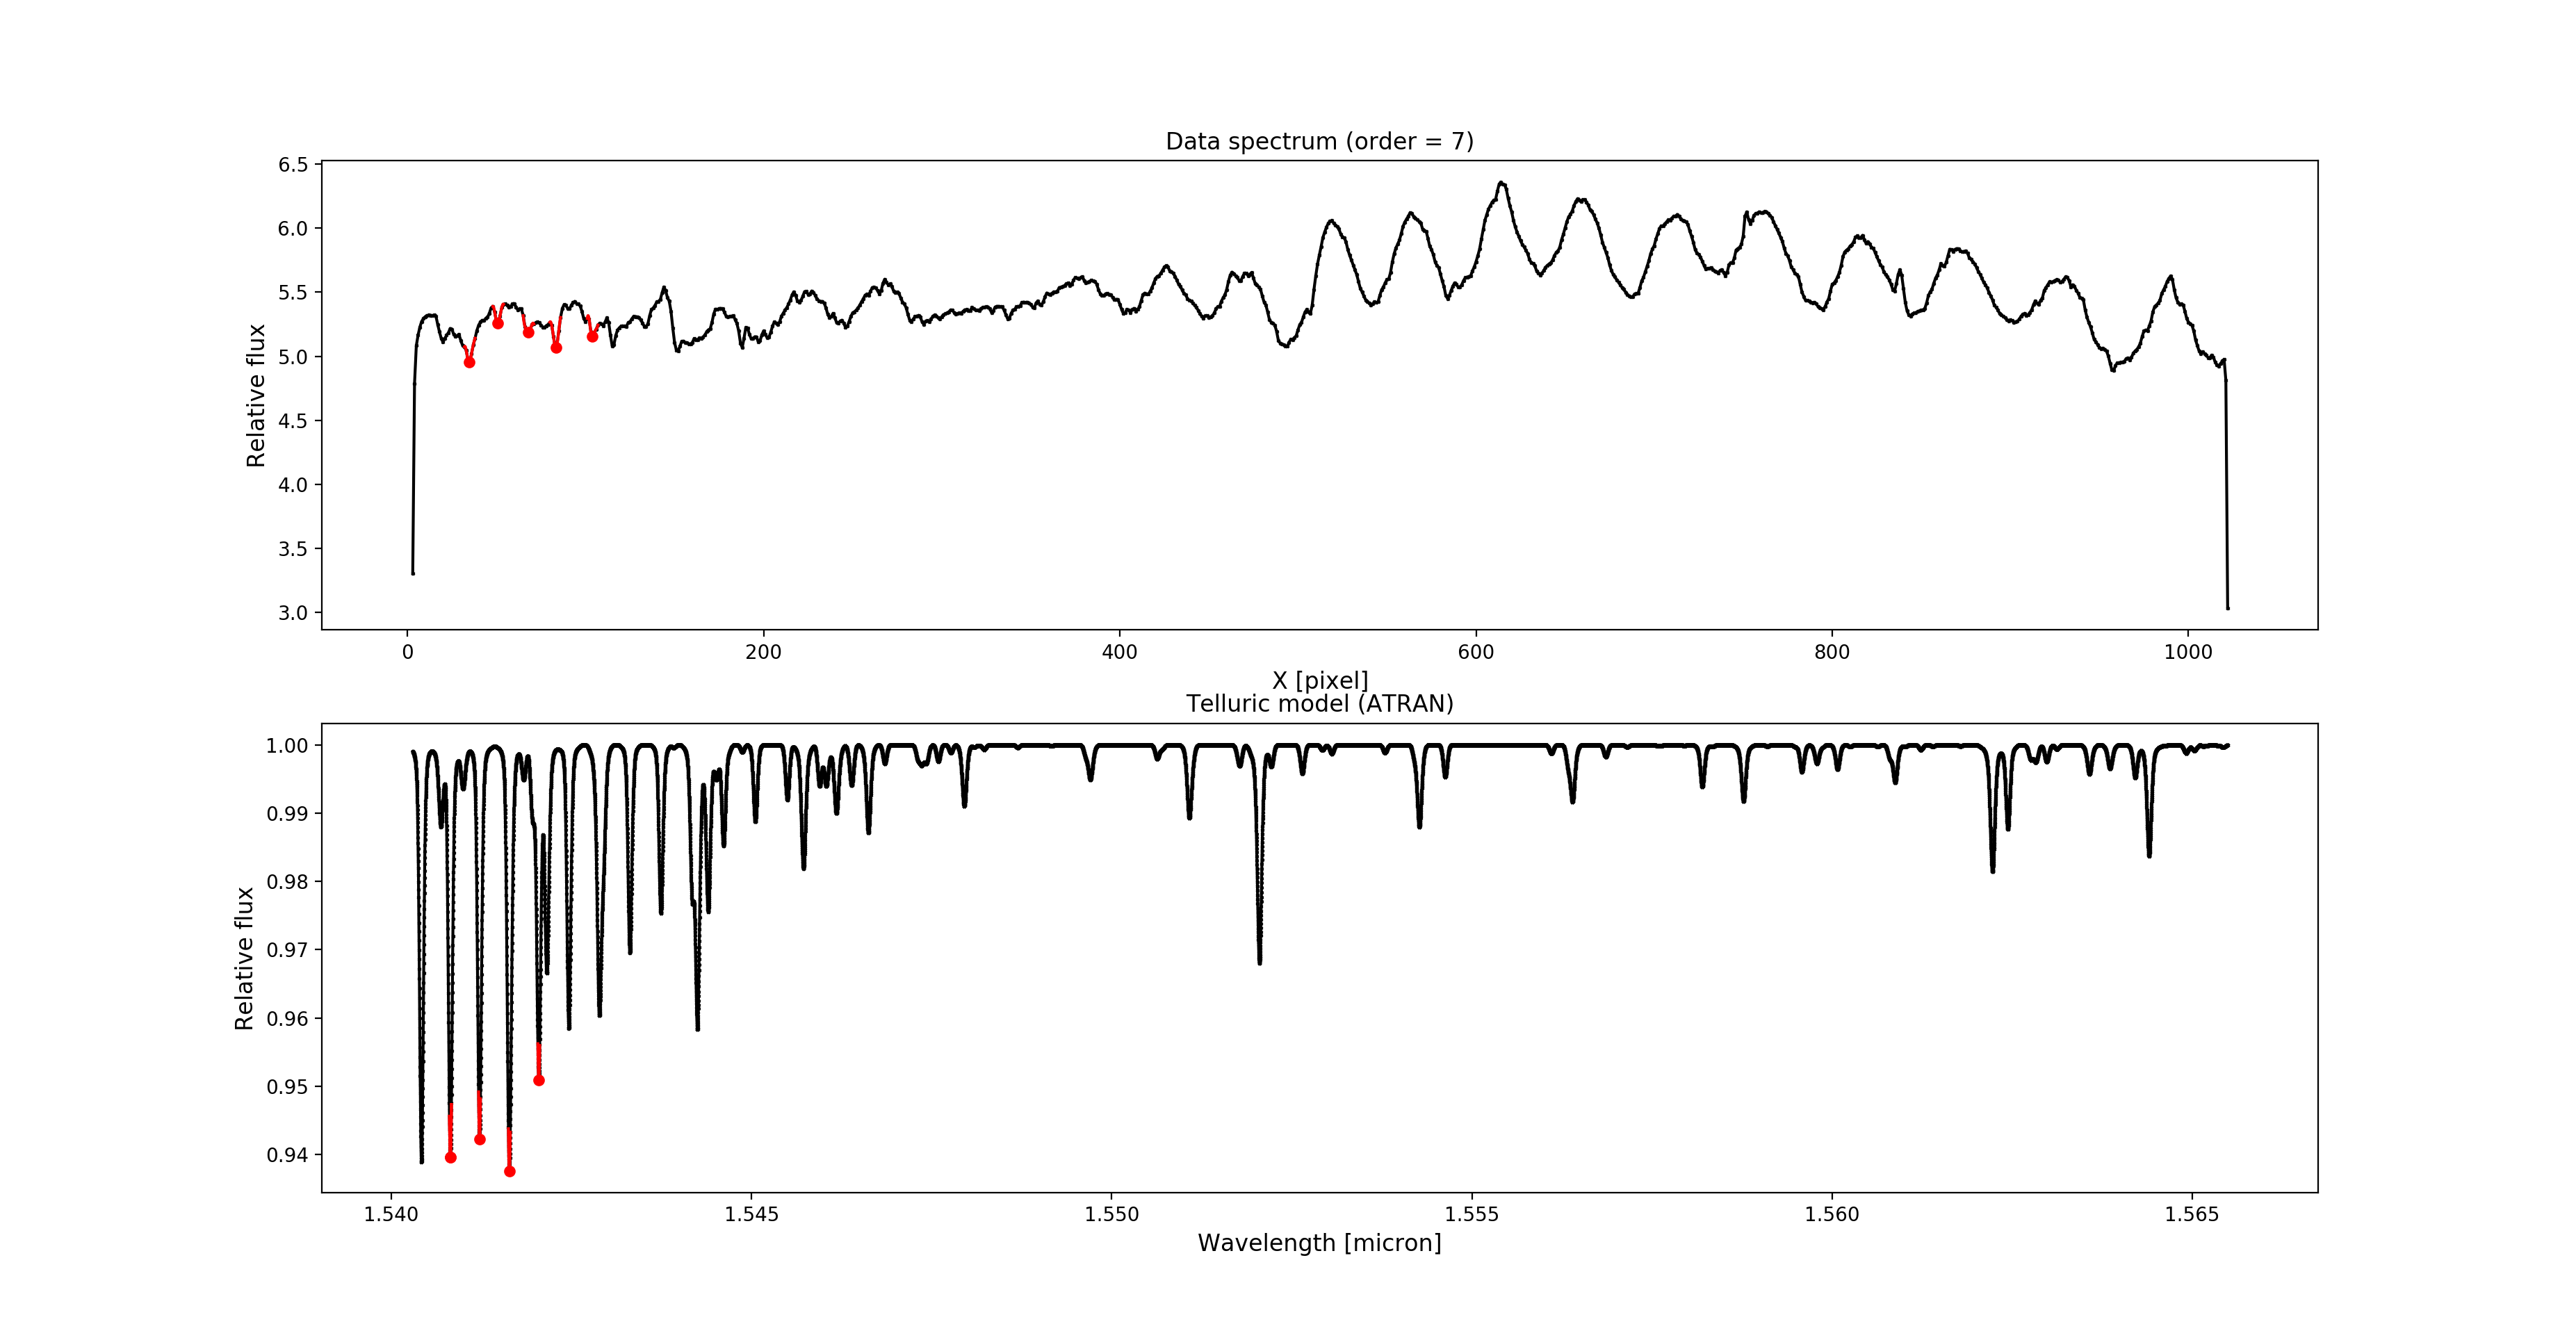 Data spectrum (order = 7)
6.5
6.0
5.5
5.0
4.5
4.0
3.5
3.0
Relative flux
0 200 400 600 800 1000
X [pixel]
Telluric model (ATRAN)
1.00
0.99
0.98
0.97
0.96
0.95
0.94
Relative flux
1.540 1.545 1.550 1.555 1.560 1.565
Wavelength [micron]